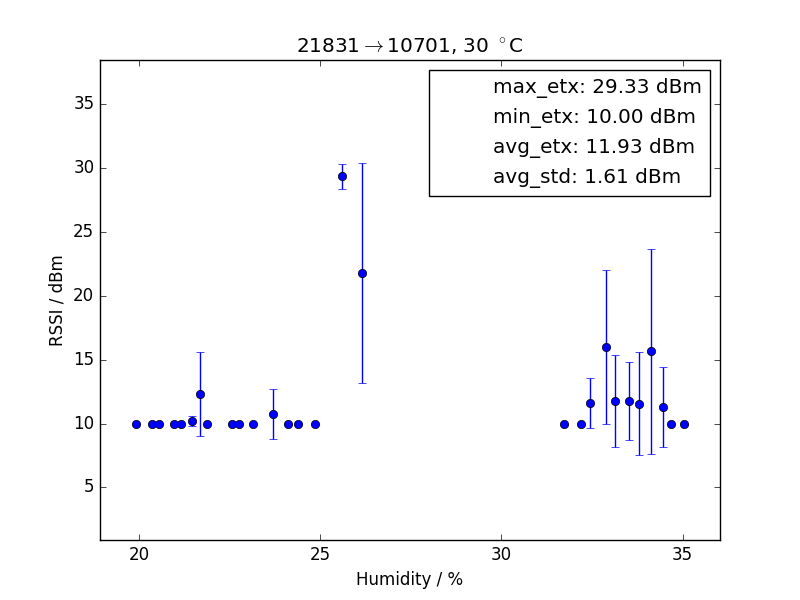 21831→10701, 30 °C
max_etx: 29.33 dBm
min_etx: 10.00 dBm
avg_etx: 11.93 dBm
avg_std: 1.61 dBm
RSSI / dBm
35
30
25
20
15
10
5
20 25 30 35
Humidity / %